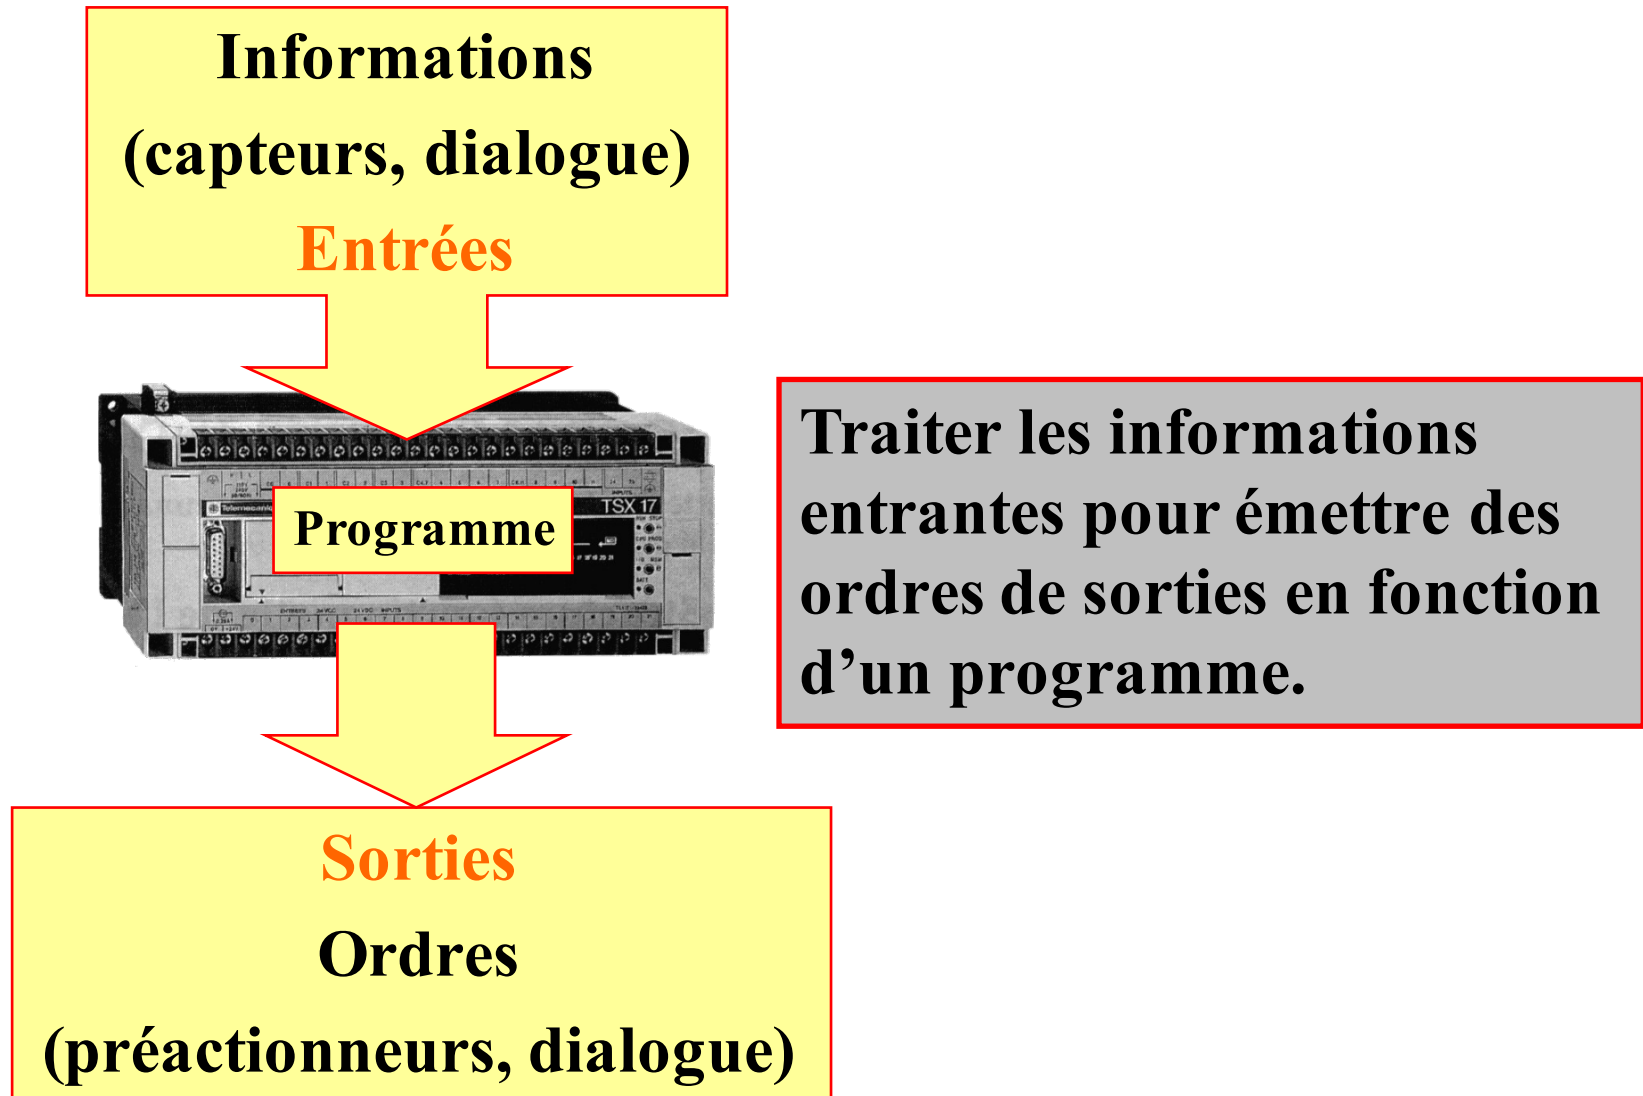 Informations
(capteurs, dialogue)
Entrées
Programme
TSX 17
INPUTS
Traiter les informations
entrantes pour émettre des
ordres de sorties en fonction
d’un programme.
Sorties
Ordres
(préactionneurs, dialogue)